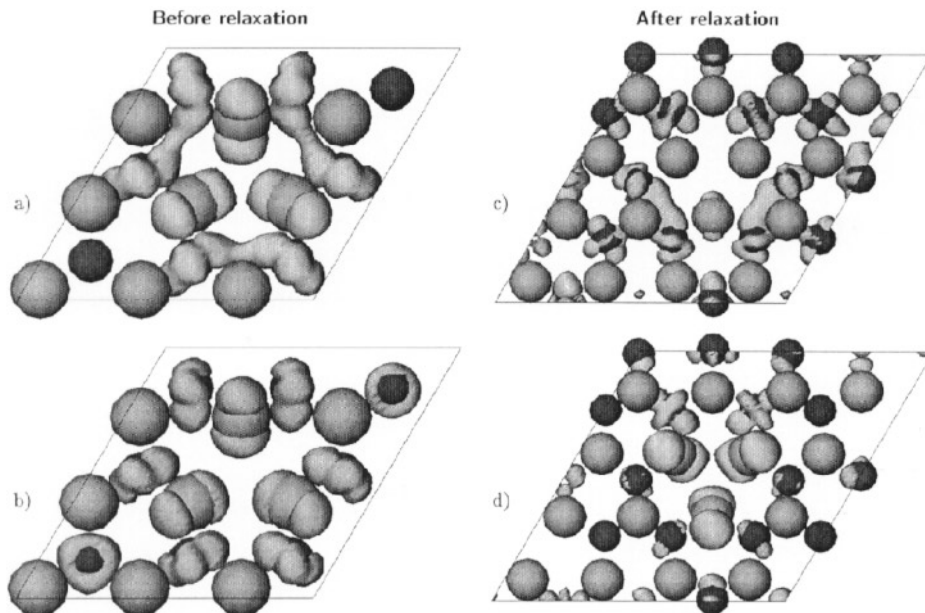 Before relaxation
After relaxation
a)
c)
b)
d)